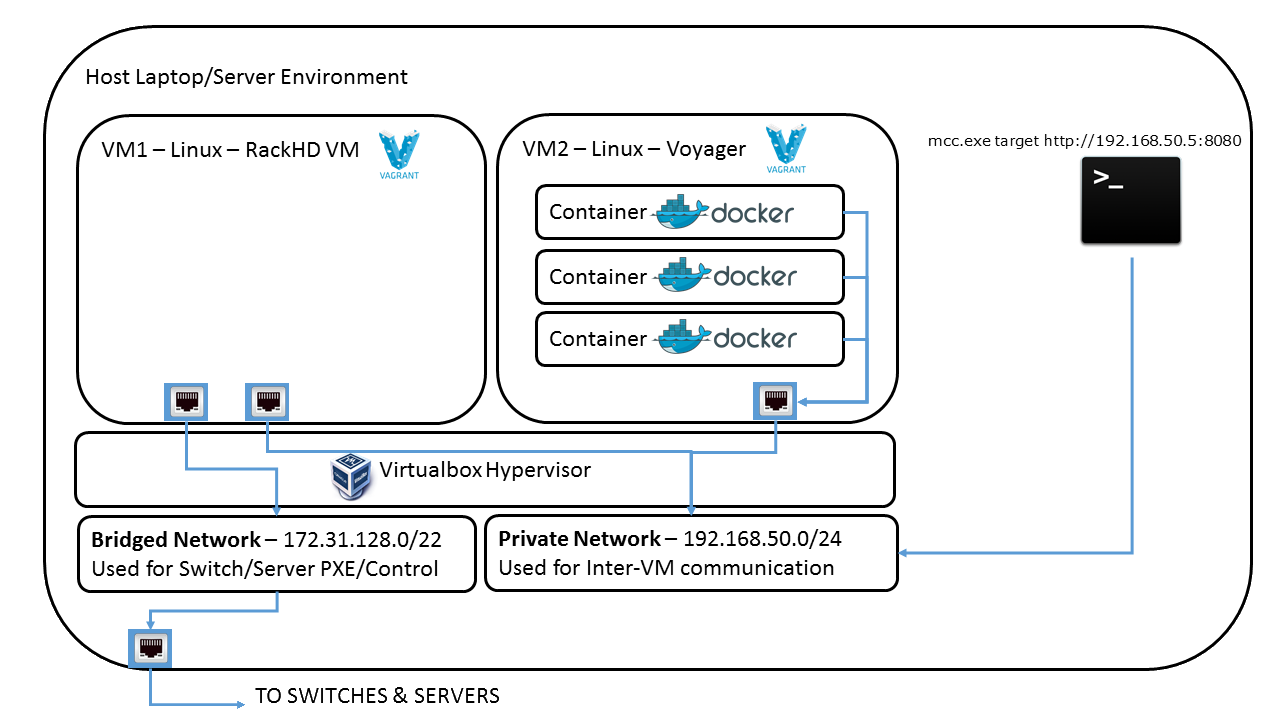 Host Laptop/Server Environment
VM1 – Linux – RackHD VM
VAGRANT
VM2 – Linux – Voyager
VAGRANT
mcc.exe target http://192.168.50.5:8080
>_
Container docker
Container docker
Container docker
Virtualbox Hypervisor
Bridged Network – 172.31.128.0/22
Used for Switch/Server PXE/Control
Private Network – 192.168.50.0/24
Used for Inter-VM communication
TO SWITCHES & SERVERS